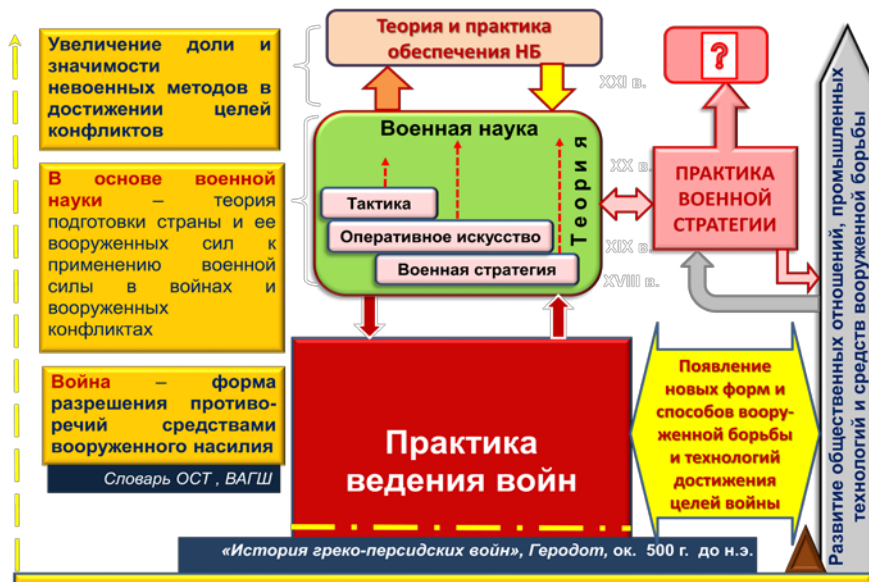 Увеличение доли и
значимости
невоенных методов в
достижении целей
конфликтов
В основе военной
науки – теория
подготовки страны и ее
вооруженных сил к
применению военной
силы в войнах и
вооруженных
конфликтах
Война – форма
разрешения противо-
речий средствами
вооруженного насилия
Словарь ОСТ , ВАГШ
Теория и практика
обеспечения НБ
Военная наука
Теория
Тактика
Оперативное искусство
Военная стратегия
XXI в.
XX в.
XIX в.
XVIII в.
?
ПРАКТИКА
ВОЕННОЙ
СТРАТЕГИИ
Практика
ведения войн
Появление
новых форм и
способов воору-
женной борьбы
и технологий
достижения
целей войны
«История греко-персидских войн», Геродот, ок. 500 г. до н.э.
Развитие общественных отношений, промышленных
технологий и средств вооруженной борьбы